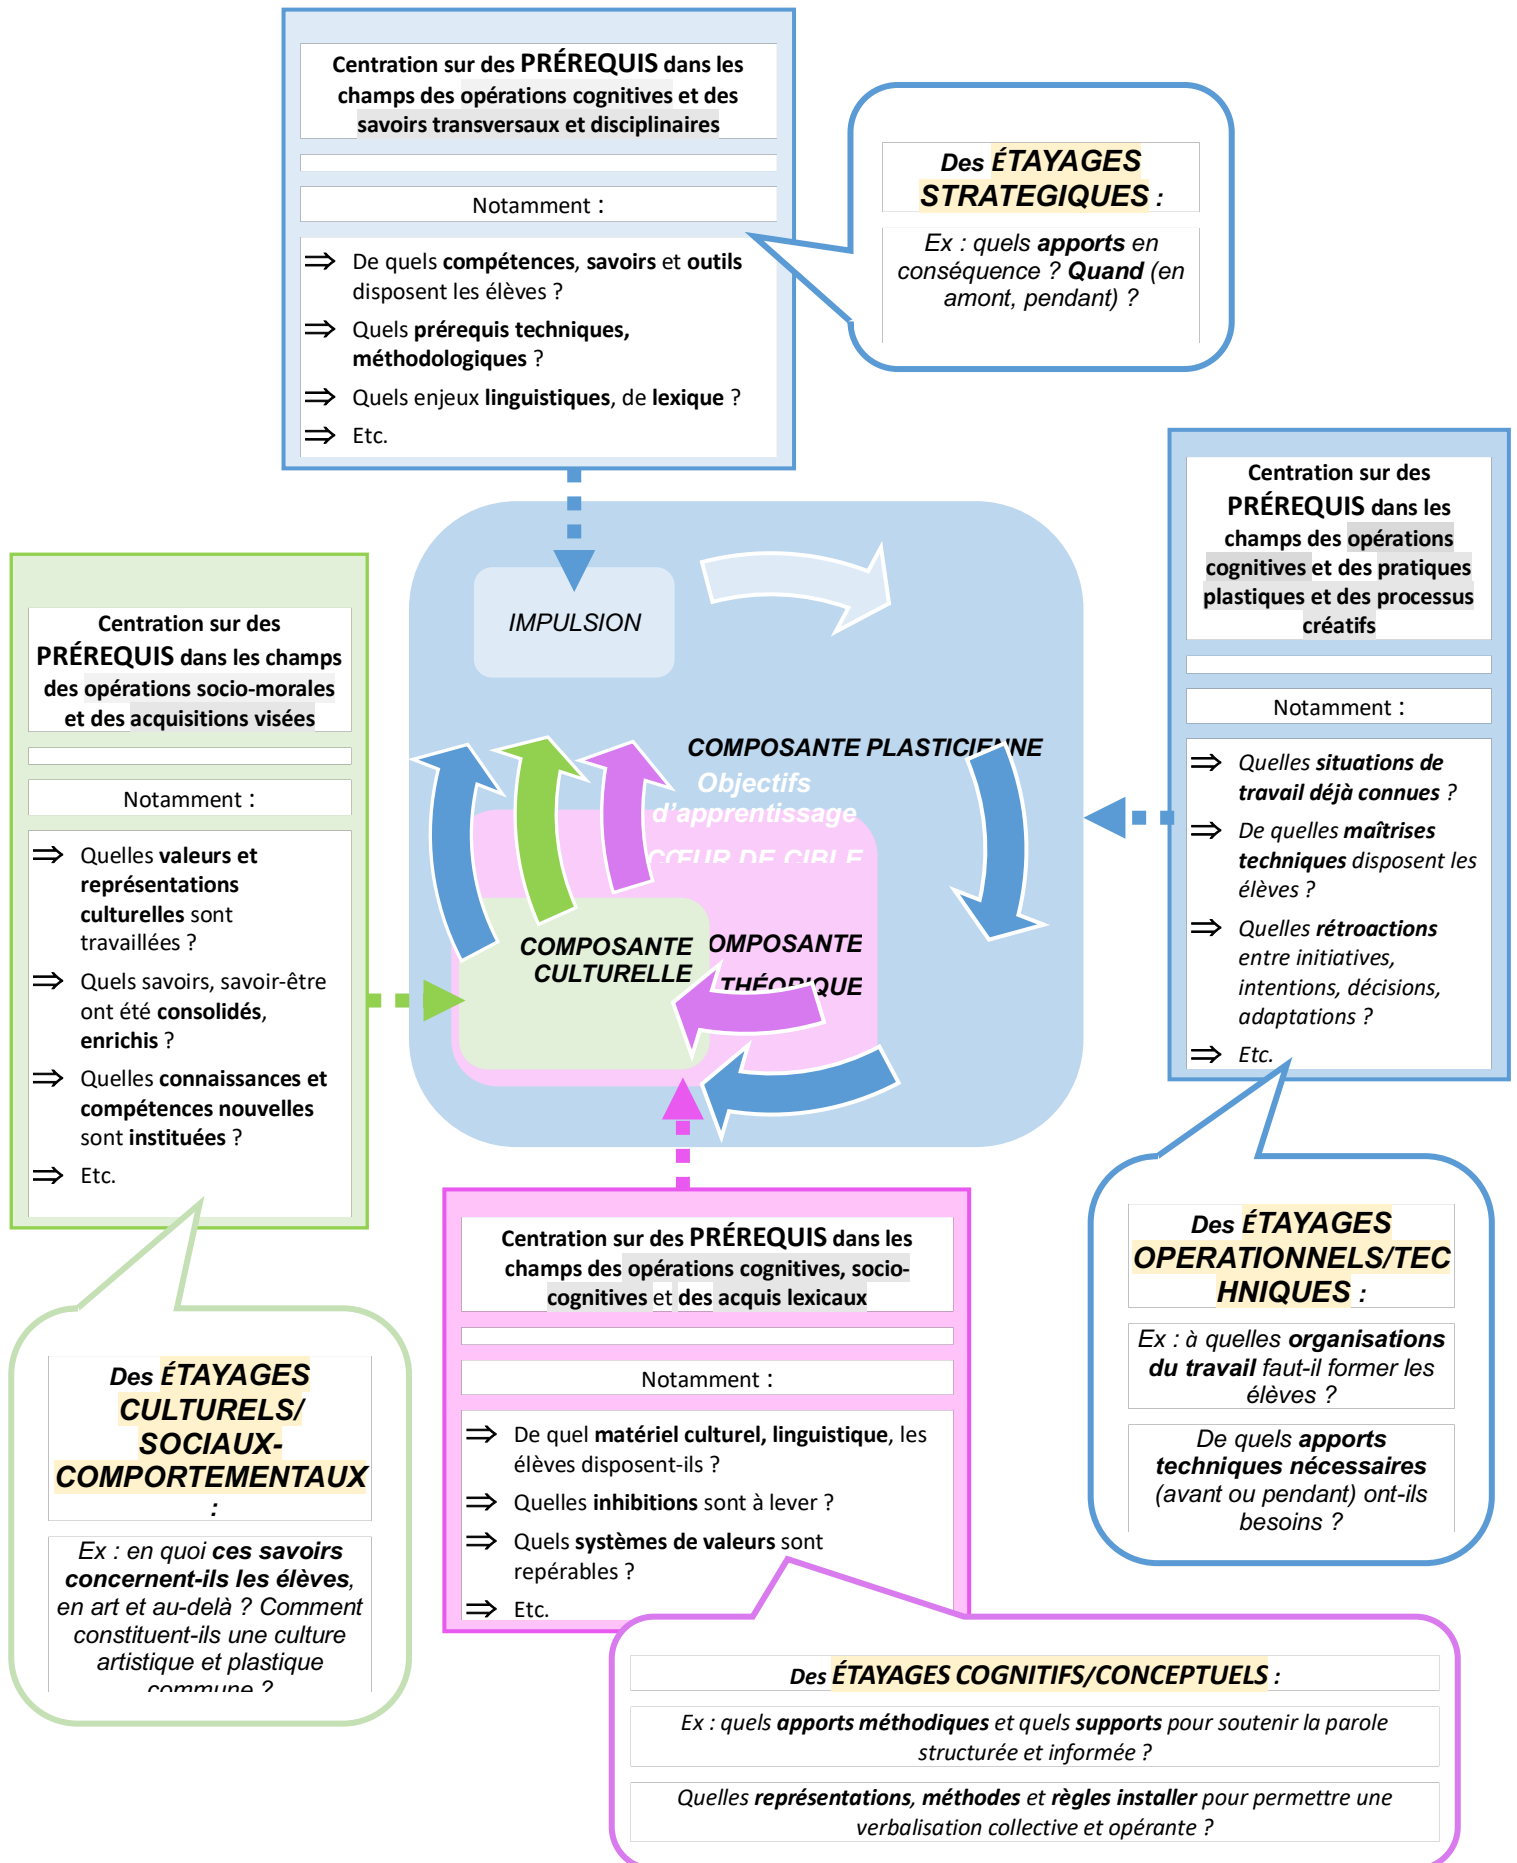 Centration sur des PRÉREQUIS dans les
champs des opérations cognitives et des
savoirs transversaux et disciplinaires
Notamment :
⇒ De quels compétences, savoirs et outils
disposent les élèves ?
⇒ Quels prérequis techniques,
méthodologiques ?
⇒ Quels enjeux linguistiques, de lexique ?
⇒ Etc.
Des ÉTAYAGES
STRATEGIQUES :
Ex : quels apports en
conséquence ? Quand (en
amont, pendant) ?
Centration sur des
PRÉREQUIS dans les
champs des opérations
cognitives et des pratiques
plastiques et des processus
créatifs
Notamment :
⇒ Quelles situations de
travail déjà connues ?
⇒ De quelles maîtrises
techniques disposent les
élèves ?
⇒ Quelles rétroactions
entre initiatives,
intentions, décisions,
adaptations ?
⇒ Etc.
Des ÉTAYAGES
OPERATIONNELS/TEC
HNIQUES :
Ex : à quelles organisations
du travail faut-il former les
élèves ?
De quels apports
techniques nécessaires
(avant ou pendant) ont-ils
besoins ?
IMPULSION
COMPOSANTE PLASTICIENNE
Objectifs
d’apprentissage
CŒUR DE CIBLE
OMPOSANTE
THÉORIQUE
COMPOSANTE
CULTURELLE
Centration sur des
PRÉREQUIS dans les champs
des opérations socio-morales
et des acquisitions visées
Notamment :
⇒ Quelles valeurs et
représentations
culturelles sont
travaillées ?
⇒ Quels savoirs, savoir-être
ont été consolidés,
enrichis ?
⇒ Quelles connaissances et
compétences nouvelles
sont instituées ?
⇒ Etc.
Des ÉTAYAGES
CULTURELS/
SOCIAUX-
COMPORTEMENTAUX
:
Ex : en quoi ces savoirs
concernent-ils les élèves,
en art et au-delà ? Comment
constituent-ils une culture
artistique et plastique
commune ?
Centration sur des PRÉREQUIS dans les
champs des opérations cognitives, socio-
cognitives et des acquis lexicaux
Notamment :
⇒ De quel matériel culturel, linguistique, les
élèves disposent-ils ?
⇒ Quelles inhibitions sont à lever ?
⇒ Quels systèmes de valeurs sont
repérables ?
⇒ Etc.
Des ÉTAYAGES COGNITIFS/CONCEPTUELS :
Ex : quels apports méthodiques et quels supports pour soutenir la parole
structurée et informée ?
Quelles représentations, méthodes et règles installer pour permettre une
verbalisation collective et opérante ?